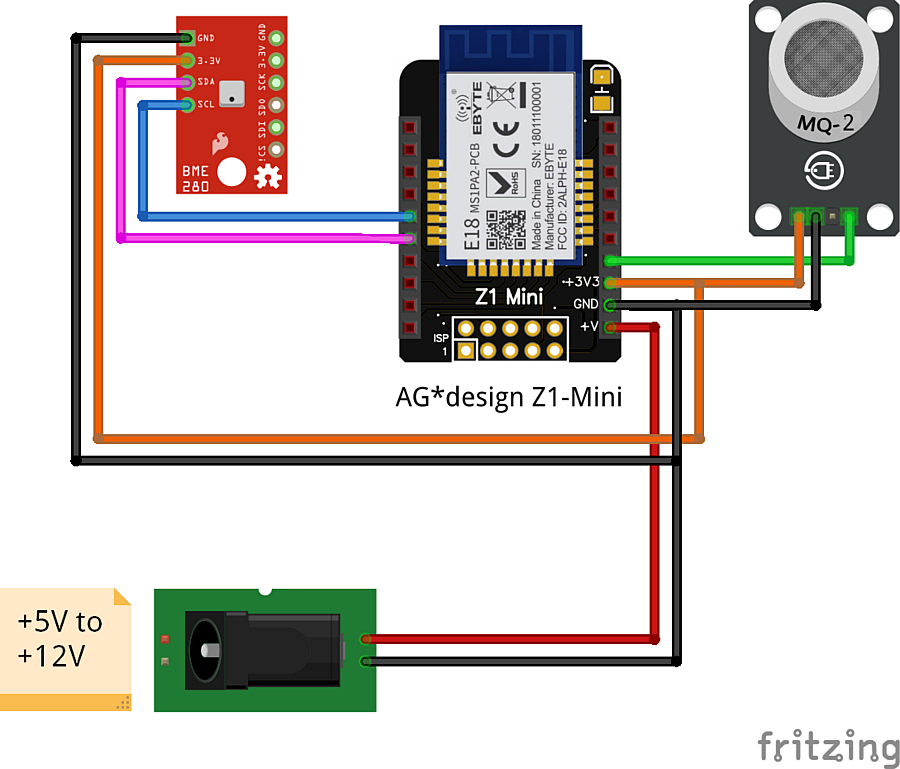 GND
3.3V
SDA
SCL
GND
3.3V
SCK
SDO
SDI
!CS
BME
280
E18 MS1PA2-PCB EBYTE
CE
RoHS
SN: 18011100001
Made in China
Manufacturer: EBYTE
FCC ID: 2ALPH-E18
+3V3
GND
+V
Z1 Mini
ISP
1
AG*design Z1-Mini
MQ-2
+5V to
+12V
fritzing